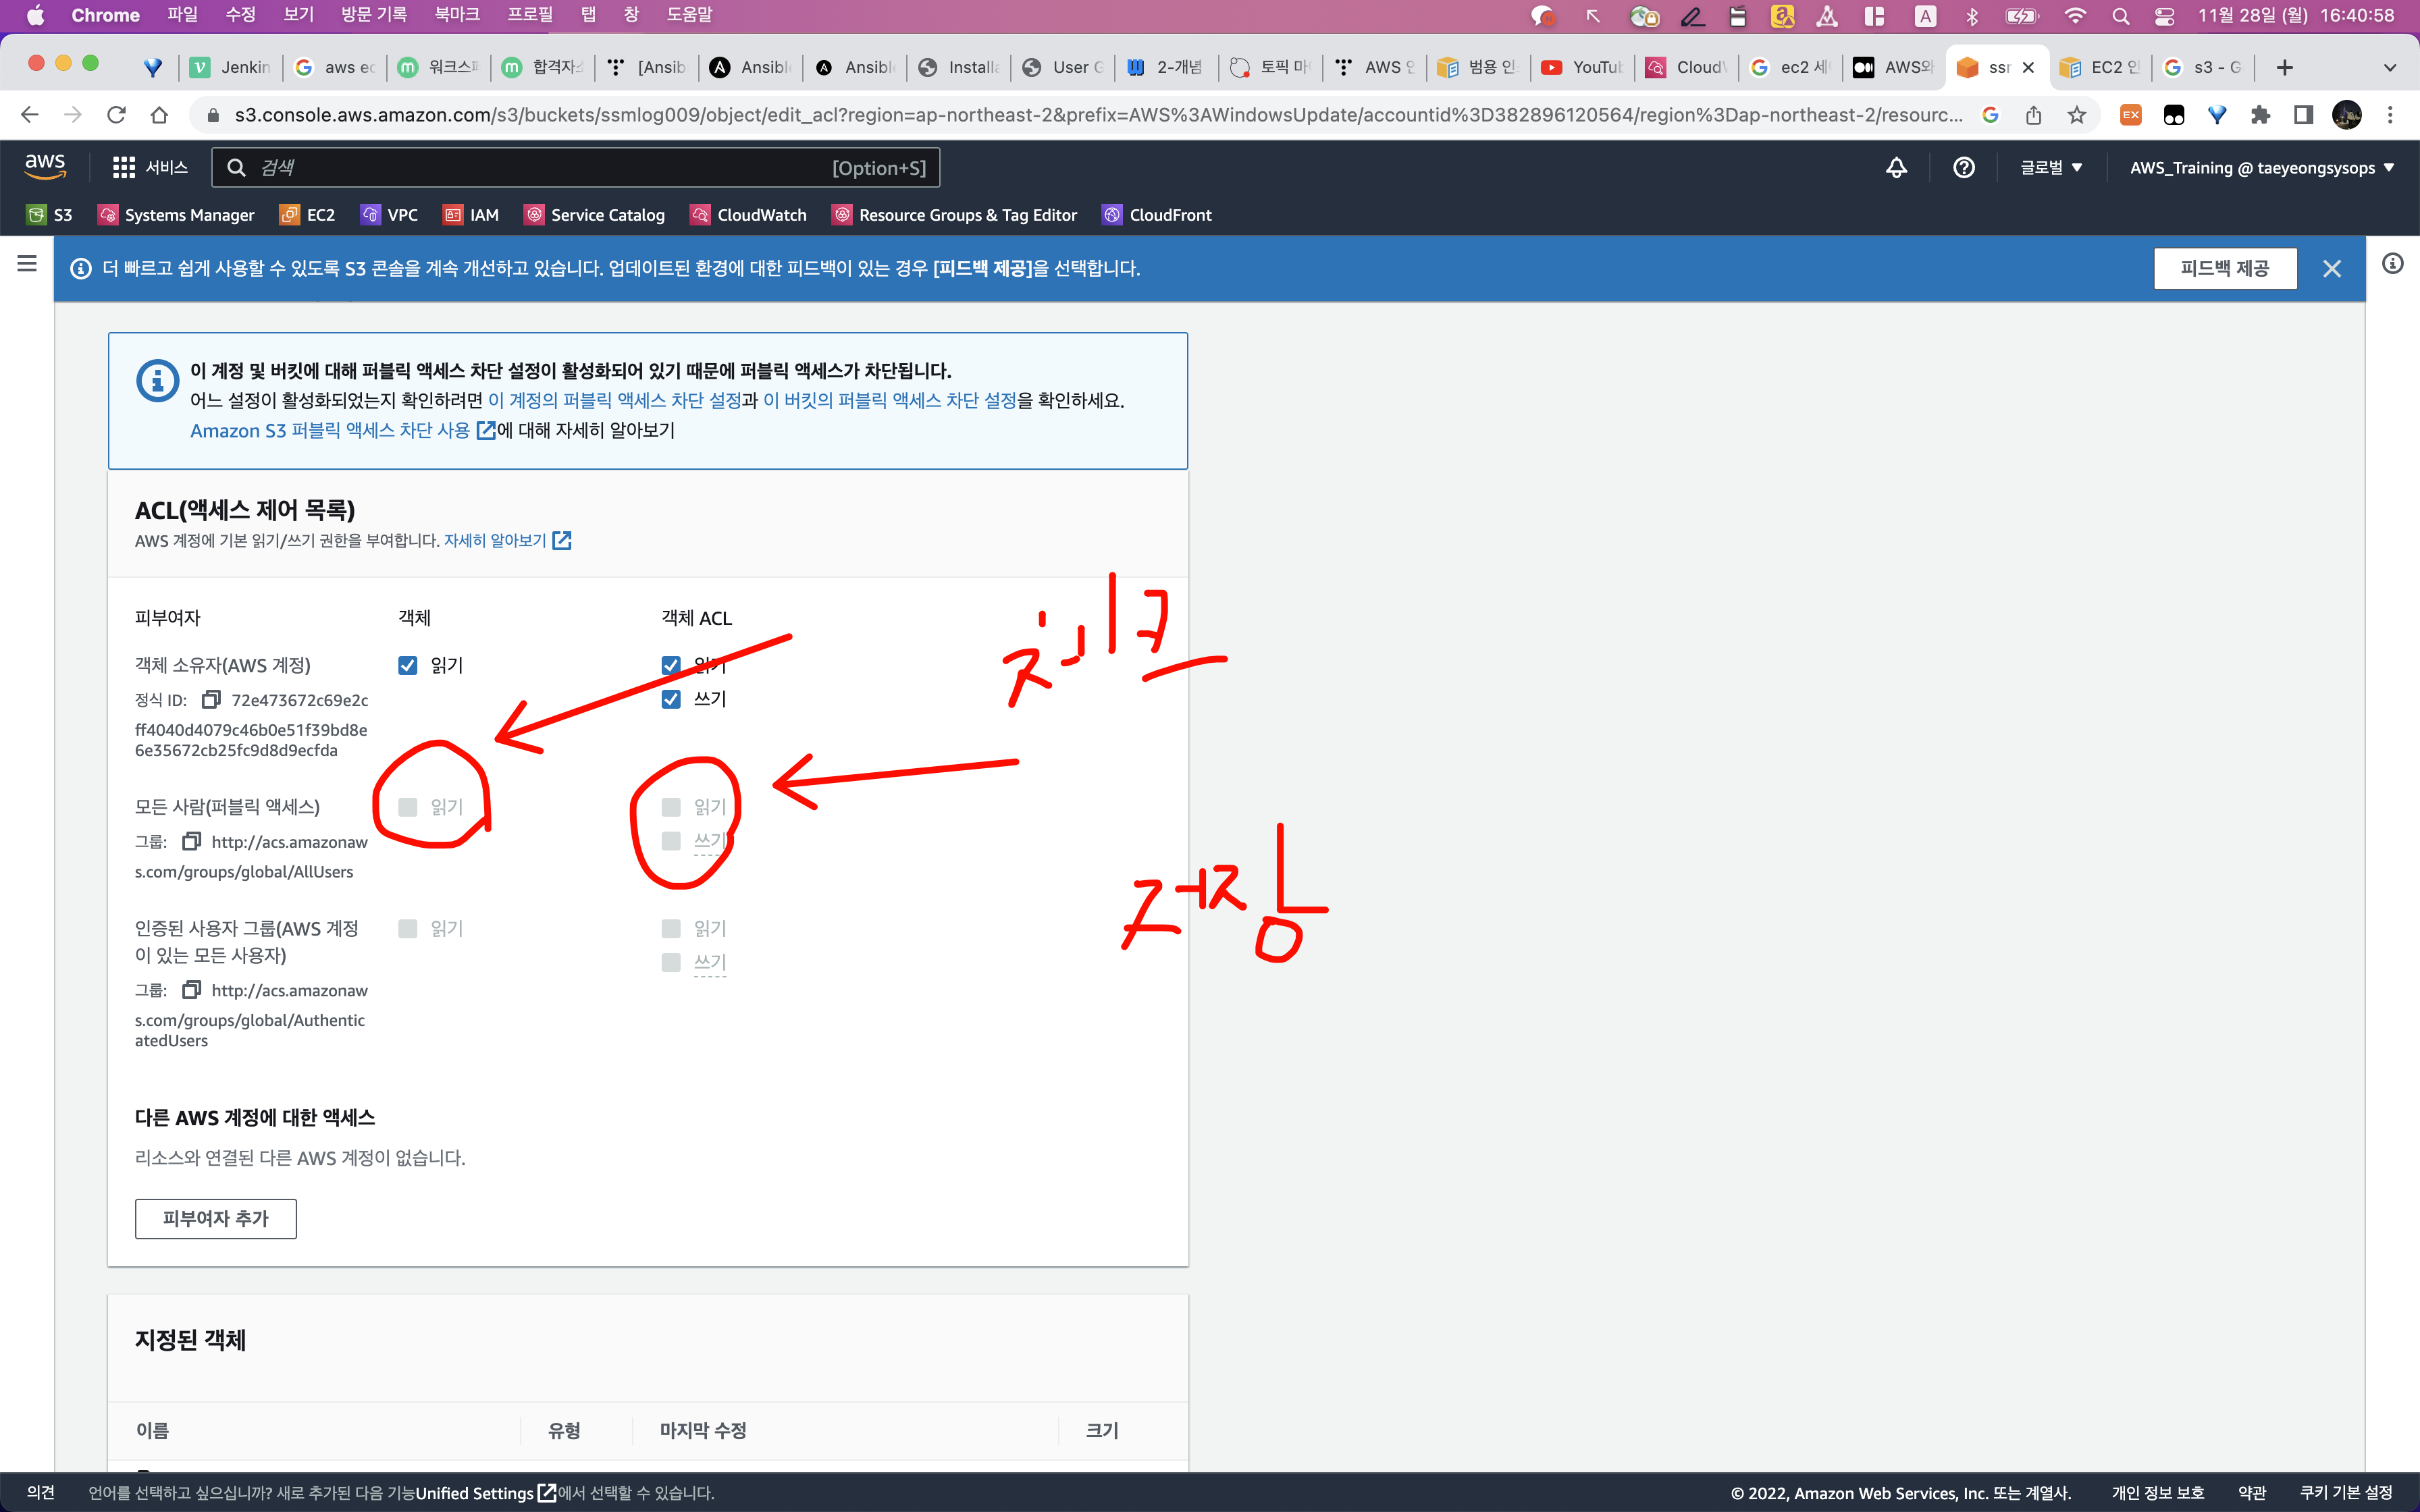 Chrome 파일 수정 보기 방문 기록 북마크 프로필 탭 창 도움말 11월 28일 (월) 16:40:58
Jenkin aws ec 워크스 합격자소 [Ansib Ansibl Ansibl Installa User G 2-개념 토픽 마 AWS 범용 인 YouTub CloudW ec2 세 AWS와 ssm EC2 인 s3 - G
s3.console.aws.amazon.com/s3/buckets/ssmlog009/object/edit_acl?region=ap-northeast-2&prefix=AWS%3AWindowsUpdate/accountid%3D382896120564/region%3Dap-northeast-2/resourc...
aws 서비스 검색 [Option+S] 글로벌 ▼ AWS_Training @ taeyeongsysops ▼
S3 Systems Manager EC2 VPC IAM Service Catalog CloudWatch Resource Groups & Tag Editor CloudFront
더 빠르고 쉽게 사용할 수 있도록 S3 콘솔을 계속 개선하고 있습니다. 업데이트된 환경에 대한 피드백이 있는 경우 [피드백 제공]을 선택합니다. 피드백 제공
이 계정 및 버킷에 대해 퍼블릭 액세스 차단 설정이 활성화되어 있기 때문에 퍼블릭 액세스가 차단됩니다.
어느 설정이 활성화되었는지 확인하려면 이 계정의 퍼블릭 액세스 차단 설정과 이 버킷의 퍼블릭 액세스 차단 설정을 확인하세요.
Amazon S3 퍼블릭 액세스 차단 사용 에 대해 자세히 알아보기
ACL(액세스 제어 목록)
AWS 계정에 기본 읽기/쓰기 권한을 부여합니다. 자세히 알아보기
피부여자 객체 객체 ACL
객체 소유자(AWS 계정) 읽기 읽기
정식 ID: 72e473672c69e2c 쓰기
ff4040d4079c46b0e51f39bd8e
6e35672cb25fc9d8d9ecfda
모든 사람(퍼블릭 액세스) 읽기 읽기
그룹: http://acs.amazonaw 쓰기
s.com/groups/global/AllUsers
인증된 사용자 그룹(AWS 계정 읽기 읽기
이 있는 모든 사용자) 쓰기
그룹: http://acs.amazonaw
s.com/groups/global/Authentic
atedUsers
다른 AWS 계정에 대한 액세스
리소스와 연결된 다른 AWS 계정이 없습니다.
피부여자 추가
지정된 객체
이름 유형 마지막 수정 크기
의견 언어를 선택하고 싶으십니까? 새로 추가된 다음 기능Unified Settings 에서 선택할 수 있습니다. © 2022, Amazon Web Services, Inc. 또는 계열사. 개인 정보 보호 약관 쿠키 기본 설정